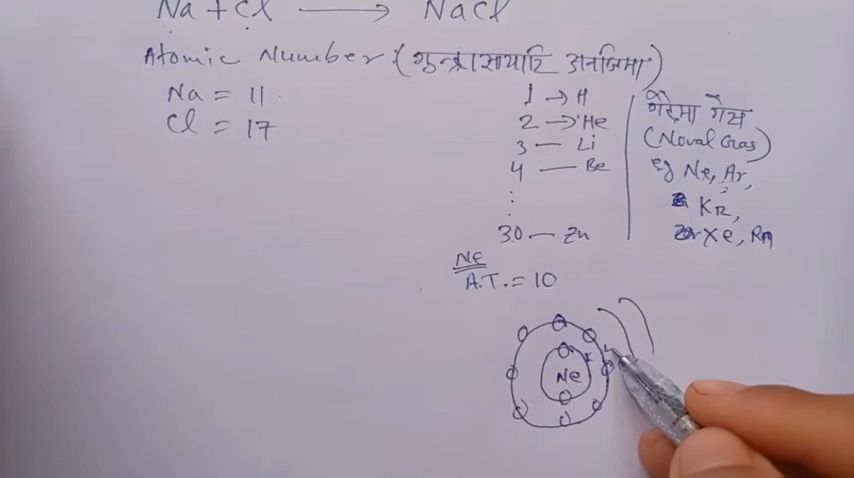 Na + Cl → NaCl
Atomic Number (
Na = 11
Cl = 17
1 → H
2 → He
3 — Li
4 — Be
⋮
30 — Zn
गैस
(Noval Gas)
eg Ne, Ar,
Kr,
Xe, Rn
Ne
A.T. = 10
K
L
Ne